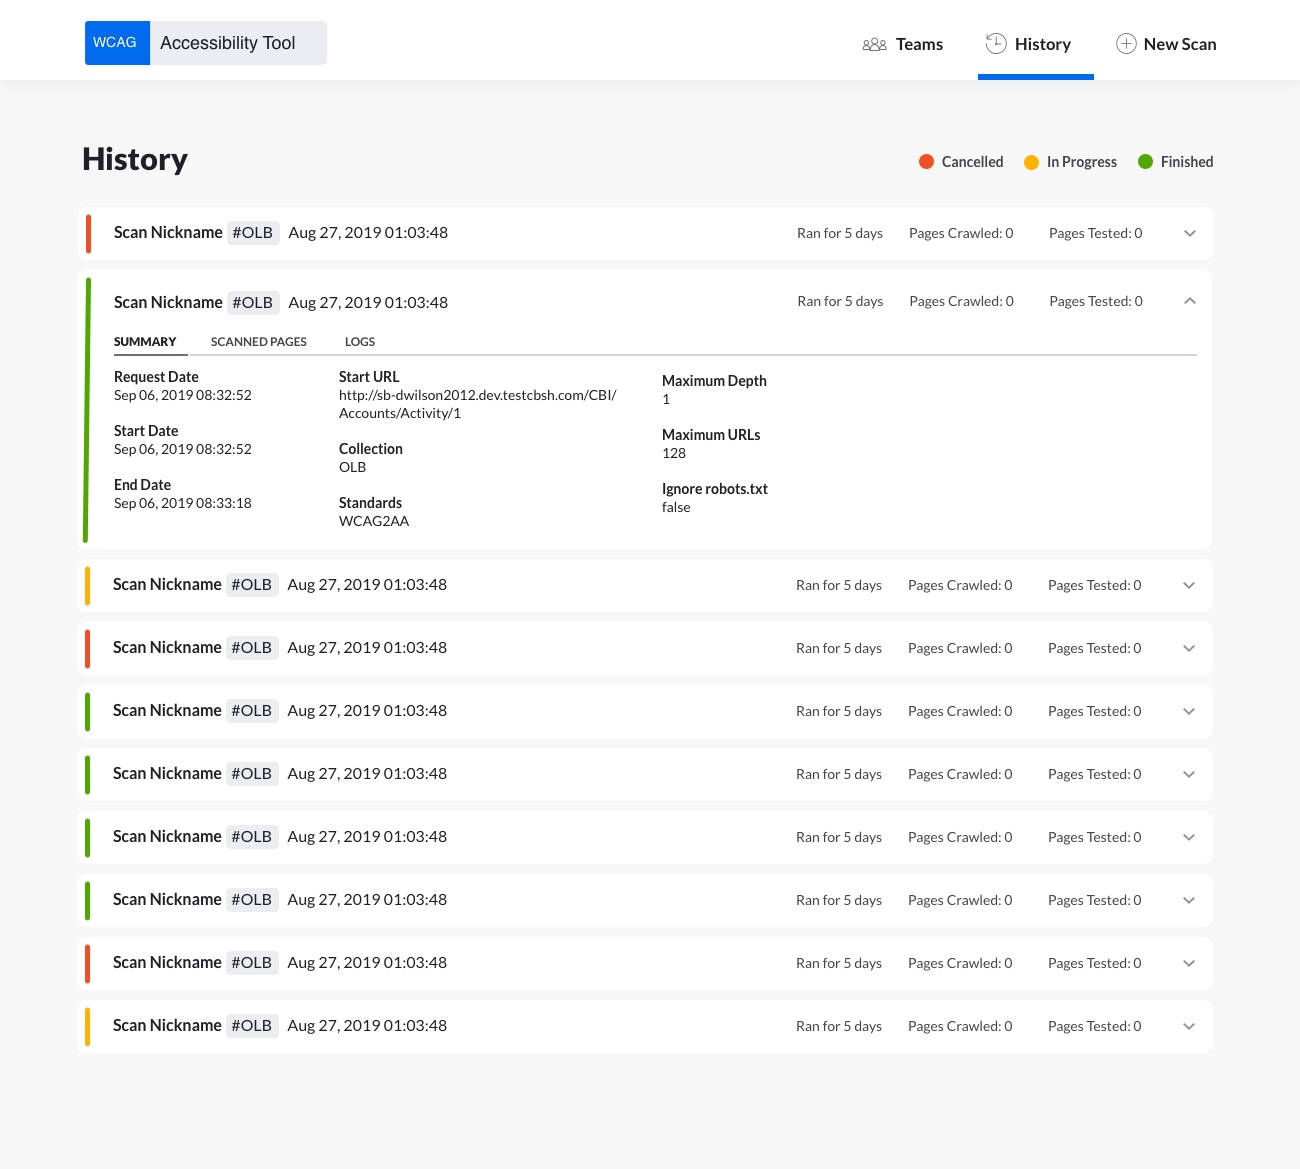 WCAG Accessibility Tool
Teams History New Scan
History
Cancelled In Progress Finished
Scan Nickname #OLB Aug 27, 2019 01:03:48 Ran for 5 days Pages Crawled: 0 Pages Tested: 0
Scan Nickname #OLB Aug 27, 2019 01:03:48 Ran for 5 days Pages Crawled: 0 Pages Tested: 0
SUMMARY SCANNED PAGES LOGS
Request Date
Sep 06, 2019 08:32:52
Start Date
Sep 06, 2019 08:32:52
End Date
Sep 06, 2019 08:33:18
Start URL
http://sb-dwilson2012.dev.testcbsh.com/CBI/
Accounts/Activity/1
Collection
OLB
Standards
WCAG2AA
Maximum Depth
1
Maximum URLs
128
Ignore robots.txt
false
Scan Nickname #OLB Aug 27, 2019 01:03:48 Ran for 5 days Pages Crawled: 0 Pages Tested: 0
Scan Nickname #OLB Aug 27, 2019 01:03:48 Ran for 5 days Pages Crawled: 0 Pages Tested: 0
Scan Nickname #OLB Aug 27, 2019 01:03:48 Ran for 5 days Pages Crawled: 0 Pages Tested: 0
Scan Nickname #OLB Aug 27, 2019 01:03:48 Ran for 5 days Pages Crawled: 0 Pages Tested: 0
Scan Nickname #OLB Aug 27, 2019 01:03:48 Ran for 5 days Pages Crawled: 0 Pages Tested: 0
Scan Nickname #OLB Aug 27, 2019 01:03:48 Ran for 5 days Pages Crawled: 0 Pages Tested: 0
Scan Nickname #OLB Aug 27, 2019 01:03:48 Ran for 5 days Pages Crawled: 0 Pages Tested: 0
Scan Nickname #OLB Aug 27, 2019 01:03:48 Ran for 5 days Pages Crawled: 0 Pages Tested: 0